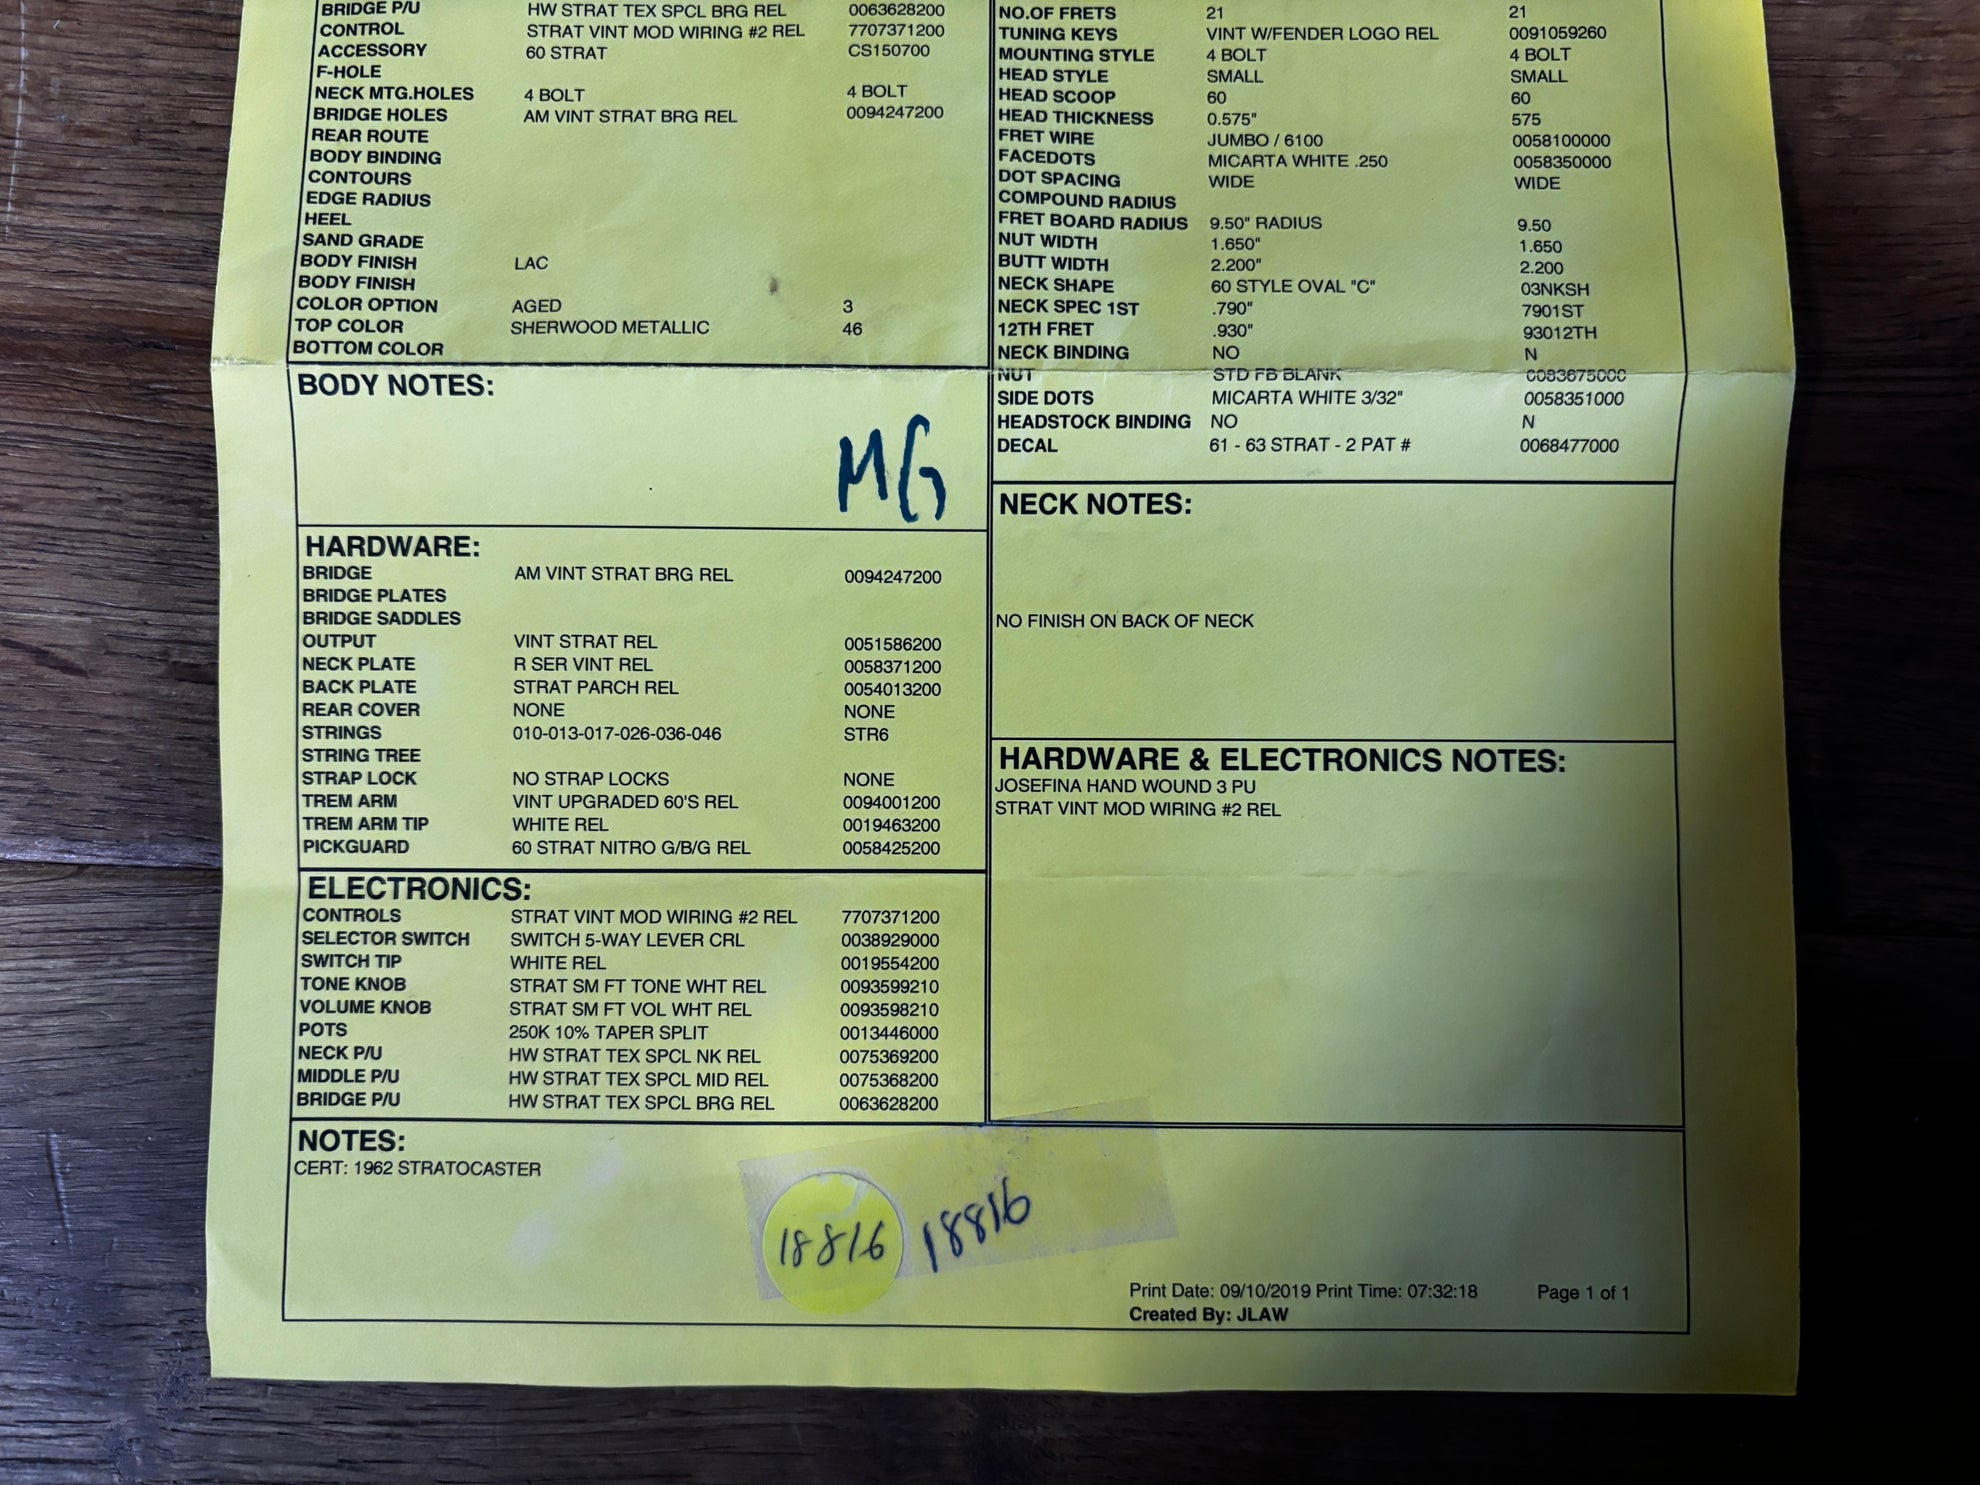 BRIDGE P/U HW STRAT TEX SPCL BRG REL 0063628200
CONTROL STRAT VINT MOD WIRING #2 REL 7707371200
ACCESSORY 60 STRAT CS150700
F-HOLE
NECK MTG.HOLES 4 BOLT 4 BOLT
BRIDGE HOLES AM VINT STRAT BRG REL 0094247200
REAR ROUTE
BODY BINDING
CONTOURS
EDGE RADIUS
HEEL
SAND GRADE
BODY FINISH LAC
BODY FINISH
COLOR OPTION AGED 3
TOP COLOR SHERWOOD METALLIC 46
BOTTOM COLOR
BODY NOTES:
MG
HARDWARE:
BRIDGE AM VINT STRAT BRG REL 0094247200
BRIDGE PLATES
BRIDGE SADDLES
OUTPUT VINT STRAT REL 0051586200
NECK PLATE R SER VINT REL 0058371200
BACK PLATE STRAT PARCH REL 0054013200
REAR COVER NONE NONE
STRINGS 010-013-017-026-036-046 STR6
STRING TREE
STRAP LOCK NO STRAP LOCKS NONE
TREM ARM VINT UPGRADED 60'S REL 0094001200
TREM ARM TIP WHITE REL 0019463200
PICKGUARD 60 STRAT NITRO G/B/G REL 0058425200
ELECTRONICS:
CONTROLS STRAT VINT MOD WIRING #2 REL 7707371200
SELECTOR SWITCH SWITCH 5-WAY LEVER CRL 0038929000
SWITCH TIP WHITE REL 0019554200
TONE KNOB STRAT SM FT TONE WHT REL 0093599210
VOLUME KNOB STRAT SM FT VOL WHT REL 0093598210
POTS 250K 10% TAPER SPLIT 0013446000
NECK P/U HW STRAT TEX SPCL NK REL 0075369200
MIDDLE P/U HW STRAT TEX SPCL MID REL 0075368200
BRIDGE P/U HW STRAT TEX SPCL BRG REL 0063628200
NO.OF FRETS 21 21
TUNING KEYS VINT W/FENDER LOGO REL 0091059260
MOUNTING STYLE 4 BOLT 4 BOLT
HEAD STYLE SMALL SMALL
HEAD SCOOP 60 60
HEAD THICKNESS 0.575" 575
FRET WIRE JUMBO / 6100 0058100000
FACEDOTS MICARTA WHITE .250 0058350000
DOT SPACING WIDE WIDE
COMPOUND RADIUS
FRET BOARD RADIUS 9.50" RADIUS 9.50
NUT WIDTH 1.650" 1.650
BUTT WIDTH 2.200" 2.200
NECK SHAPE 60 STYLE OVAL "C" 03NKSH
NECK SPEC 1ST .790" 7901ST
12TH FRET .930" 93012TH
NECK BINDING NO N
NUT STD FB BLANK 0083675000
SIDE DOTS MICARTA WHITE 3/32" 0058351000
HEADSTOCK BINDING NO N
DECAL 61 - 63 STRAT - 2 PAT # 0068477000
NECK NOTES:
NO FINISH ON BACK OF NECK
HARDWARE & ELECTRONICS NOTES:
JOSEFINA HAND WOUND 3 PU
STRAT VINT MOD WIRING #2 REL
NOTES:
CERT: 1962 STRATOCASTER
18816 18816
Print Date: 09/10/2019 Print Time: 07:32:18 Page 1 of 1
Created By: JLAW